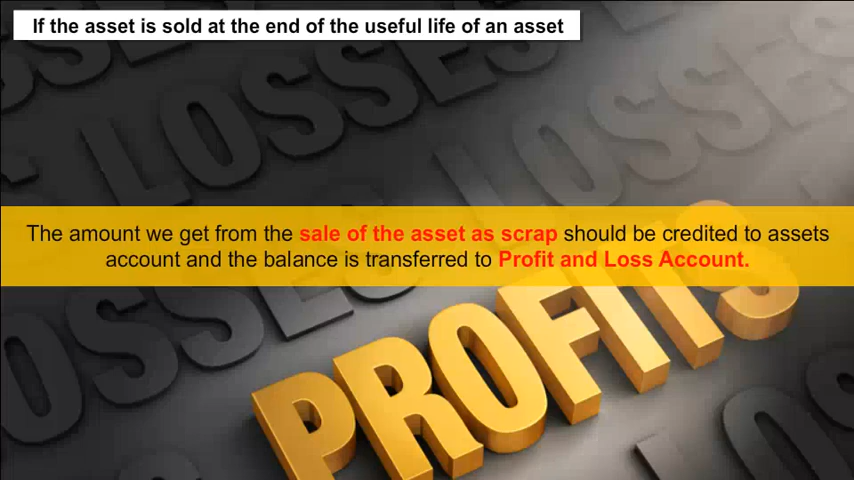 If the asset is sold at the end of the useful life of an asset
LOSSES
LOSSES
LOSSES
The amount we get from the sale of the asset as scrap should be credited to assets
account and the balance is transferred to Profit and Loss Account.
PROFITS